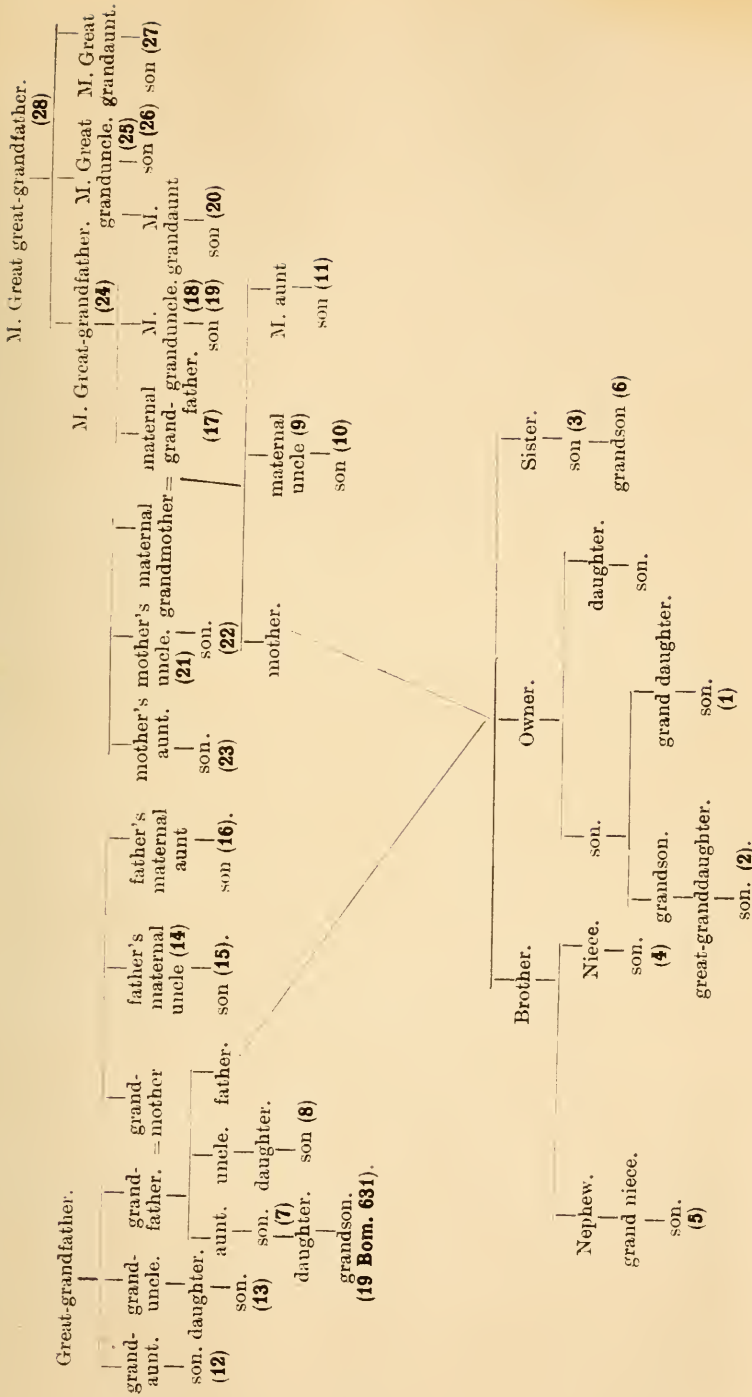 M. Great great-grandfather.
(28)
Great-grandfather.
M. Great-grandfather. M. Great M. Great
(24) granduncle. grandaunt.
(25)
son (26) son (27)
grand- grand- grand- grand-
aunt. uncle. father. = mother
father's father's
maternal maternal
uncle (14) aunt
son (15). son (16).
mother's mother's maternal maternal M. M.
aunt. uncle. grandmother = grand- granduncle. grandaunt
(21) father. (18)
son. son. (17) son (19) son (20)
(23) (22)
son. daughter. aunt. uncle. father.
(12)
son. son. daughter.
(13) (7)
daughter. son (8)
grandson.
(19 Bom. 631).
mother. maternal M. aunt
uncle (9)
son (10) son (11)
Brother. Owner. Sister.
Nephew. Niece. son. daughter. son (3)
grand niece. son. grandson. grand daughter. son. grandson (6)
(4)
son. great-granddaughter. son.
(5) (1)
son. (2).